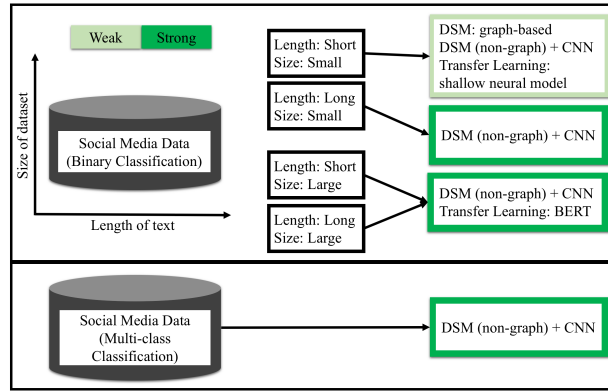 Weak
Strong
Size of dataset
Social Media Data
(Binary Classification)
Length of text
Length: Short
Size: Small
Length: Long
Size: Small
Length: Short
Size: Large
Length: Long
Size: Large
DSM: graph-based
DSM (non-graph) + CNN
Transfer Learning:
shallow neural model
DSM (non-graph) + CNN
DSM (non-graph) + CNN
Transfer Learning: BERT
Social Media Data
(Multi-class
Classification)
DSM (non-graph) + CNN